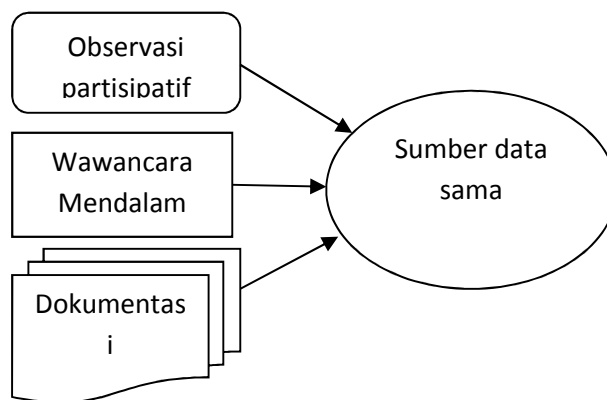 Observasi
partisipatif
Wawancara
Mendalam
Dokumentas
i
Sumber data
sama